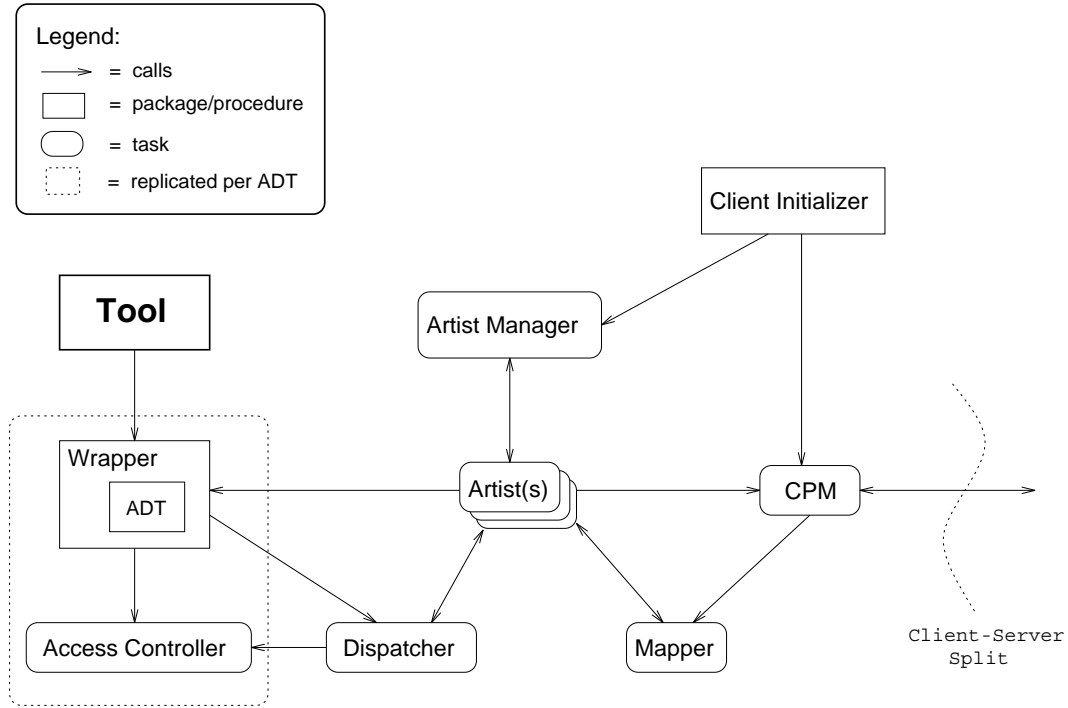 Legend:
= calls
= package/procedure
= task
= replicated per ADT
Client Initializer
Tool
Artist Manager
Wrapper
ADT
Artist(s)
CPM
Access Controller
Dispatcher
Mapper
Client-Server
Split